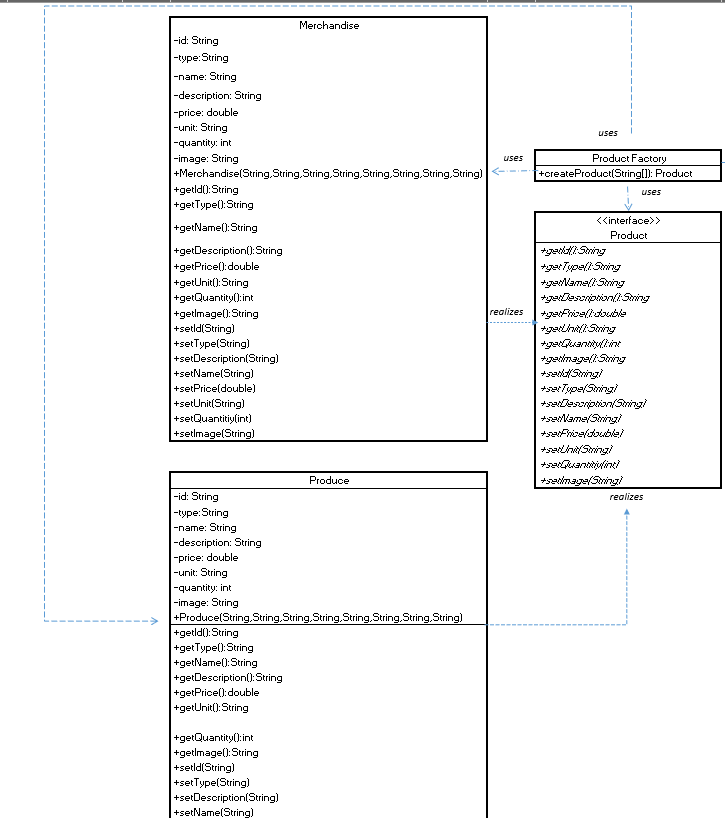 Merchandise
-id: String
-type:String
-name: String
-description: String
-price: double
-unit: String
-quantity: int
-image: String
+Merchandise(String,String,String,String,String,String,String,String)
+getId():String
+getType():String
+getName():String
+getDescription():String
+getPrice():double
+getUnit():String
+getQuantity():int
+getImage():String
+setId(String)
+setType(String)
+setDescription(String)
+setName(String)
+setPrice(double)
+setUnit(String)
+setQuantitiy(int)
+setImage(String)
uses
uses
Product Factory
+createProduct(String[]): Product
uses
<<interface>>
Product
+getId():String
+getType():String
+getName():String
+getDescription():String
+getPrice():double
+getUnit():String
+getQuantity():int
+getImage():String
+setId(String)
+setType(String)
+setDescription(String)
+setName(String)
+setPrice(double)
+setUnit(String)
+setQuantitiy(int)
+setImage(String)
realizes
realizes
Produce
-id: String
-type:String
-name: String
-description: String
-price: double
-unit: String
-quantity: int
-image: String
+Produce(String,String,String,String,String,String,String,String)
+getId():String
+getType():String
+getName():String
+getDescription():String
+getPrice():double
+getUnit():String
+getQuantity():int
+getImage():String
+setId(String)
+setType(String)
+setDescription(String)
+setName(String)